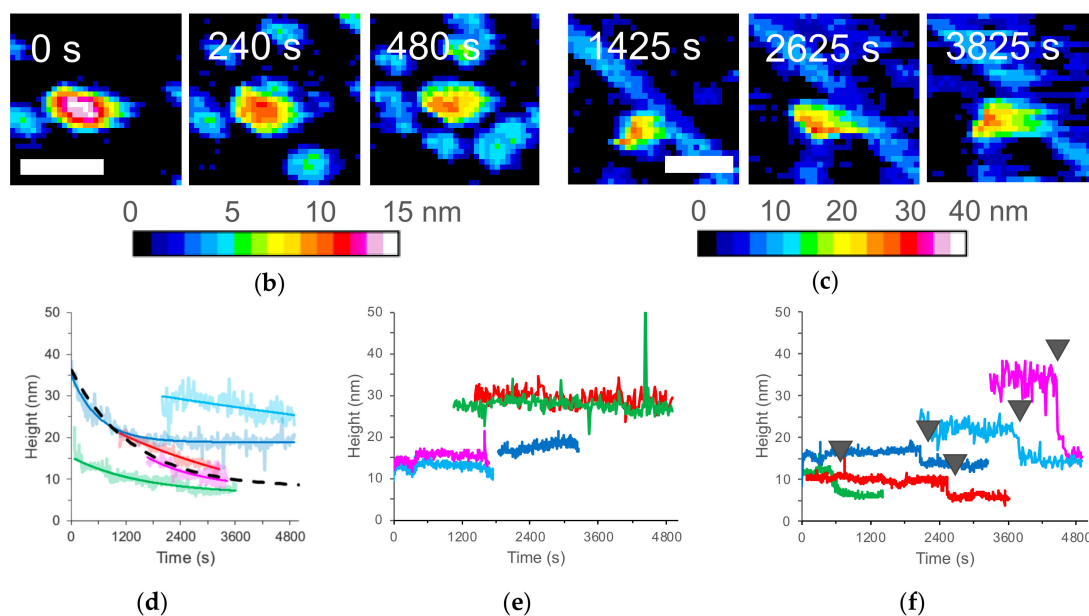 0 s 240 s 480 s 1425 s 2625 s 3825 s
0 5 10 15 nm 0 10 20 30 40 nm
(b) (c)
50 50 50
40 40 40
30 30 30
20 20 20
10 10 10
0 0 0
Height (nm) Height (nm) Height (nm)
0 1200 2400 3600 4800 0 1200 2400 3600 4800 0 1200 2400 3600 4800
Time (s) Time (s) Time (s)
(d) (e) (f)